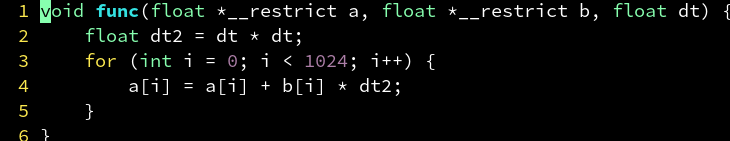 1 void func(float *__restrict a, float *__restrict b, float dt) {
2     float dt2 = dt * dt;
3     for (int i = 0; i < 1024; i++) {
4         a[i] = a[i] + b[i] * dt2;
5     }
6 }